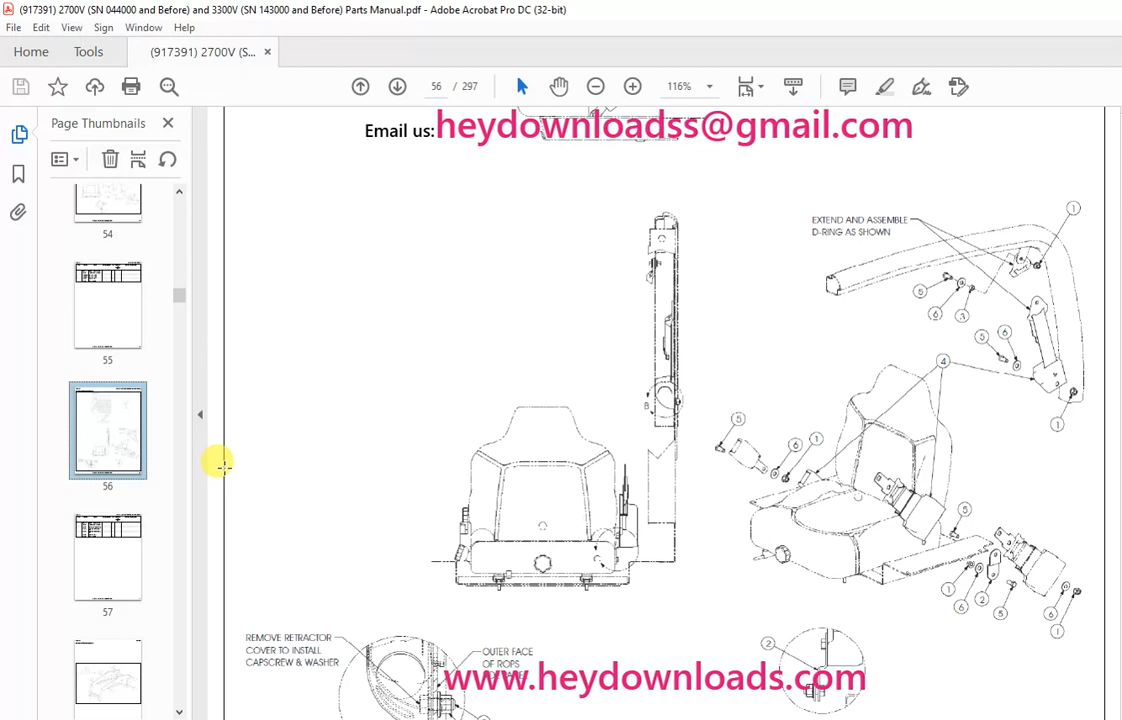 (917391) 2700V (SN 044000 and Before) and 3300V (SN 143000 and Before) Parts Manual.pdf - Adobe Acrobat Pro DC (32-bit)
File Edit View Sign Window Help
Home Tools (917391) 2700V (S... ×
56 / 297 116%
Page Thumbnails ×
54
55
56
57
Email us:heydownloadss@gmail.com
EXTEND AND ASSEMBLE
D-RING AS SHOWN
1
5
6
3
5
6
4
1
5
6
1
B
5
1
6
2
5
6
1
REMOVE RETRACTOR
COVER TO INSTALL
CAPSCREW & WASHER
OUTER FACE
OF ROPS
2
www.heydownloads.com